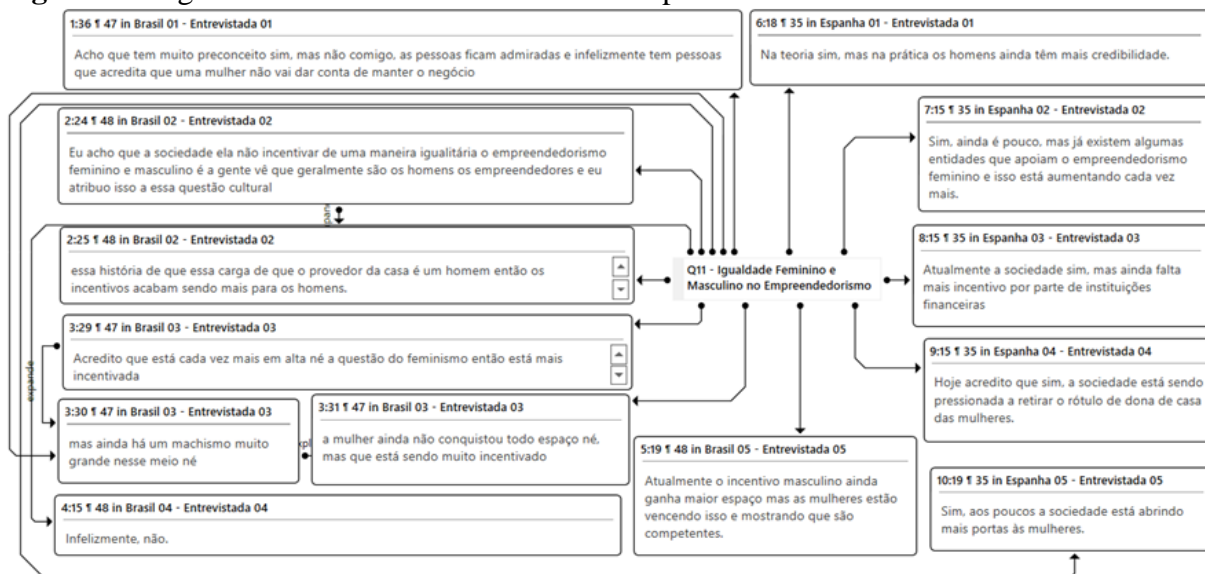 1:36 ¶ 47 in Brasil 01 - Entrevistada 01
Acho que tem muito preconceito sim, mas não comigo, as pessoas ficam admiradas e infelizmente tem pessoas
que acredita que uma mulher não vai dar conta de manter o negócio
6:18 ¶ 35 in Espanha 01 - Entrevistada 01
Na teoria sim, mas na prática os homens ainda têm mais credibilidade.
2:24 ¶ 48 in Brasil 02 - Entrevistada 02
Eu acho que a sociedade ela não incentivar de uma maneira igualitária o empreendedorismo
feminino e masculino é a gente vê que geralmente são os homens os empreendedores e eu
atribuo isso a essa questão cultural
7:15 ¶ 35 in Espanha 02 - Entrevistada 02
Sim, ainda é pouco, mas já existem algumas
entidades que apoiam o empreendedorismo
feminino e isso está aumentando cada vez
mais.
2:25 ¶ 48 in Brasil 02 - Entrevistada 02
essa história de que essa carga de que o provedor da casa é um homem então os
incentivos acabam sendo mais para os homens.
Q11 - Igualdade Feminino e
Masculino no Empreendedorismo
8:15 ¶ 35 in Espanha 03 - Entrevistada 03
Atualmente a sociedade sim, mas ainda falta
mais incentivo por parte de instituições
financeiras
3:29 ¶ 47 in Brasil 03 - Entrevistada 03
Acredito que está cada vez mais em alta né a questão do feminismo então está mais
incentivada
expande
9:15 ¶ 35 in Espanha 04 - Entrevistada 04
Hoje acredito que sim, a sociedade está sendo
pressionada a retirar o rótulo de dona de casa
das mulheres.
3:30 ¶ 47 in Brasil 03 - Entrevistada 03
mas ainda há um machismo muito
grande nesse meio né
3:31 ¶ 47 in Brasil 03 - Entrevistada 03
a mulher ainda não conquistou todo espaço né,
mas que está sendo muito incentivado
5:19 ¶ 48 in Brasil 05 - Entrevistada 05
Atualmente o incentivo masculino ainda
ganha maior espaço mas as mulheres estão
vencendo isso e mostrando que são
competentes.
10:19 ¶ 35 in Espanha 05 - Entrevistada 05
Sim, aos poucos a sociedade está abrindo
mais portas às mulheres.
4:15 ¶ 48 in Brasil 04 - Entrevistada 04
Infelizmente, não.